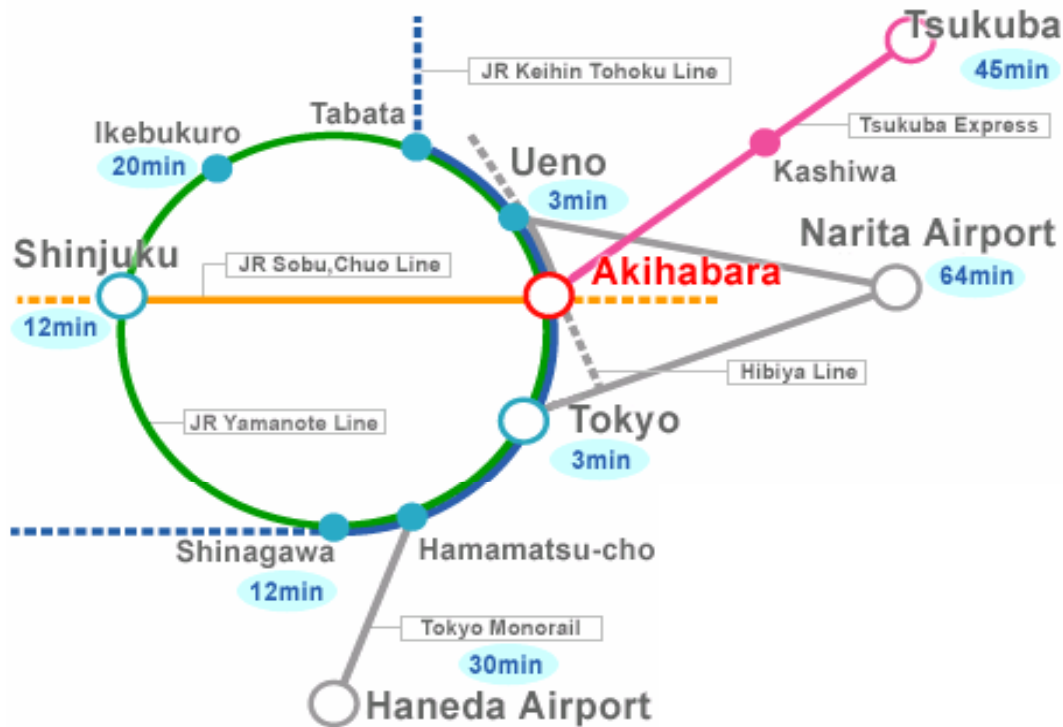 Tsukuba
45min
JR Keihin Tohoku Line
Tabata
Ikebukuro
20min
Tsukuba Express
Ueno
3min
Kashiwa
Narita Airport
64min
Shinjuku
12min
JR Sobu,Chuo Line
Akihabara
Hibiya Line
JR Yamanote Line
Tokyo
3min
Shinagawa
12min
Hamamatsu-cho
Tokyo Monorail
30min
Haneda Airport